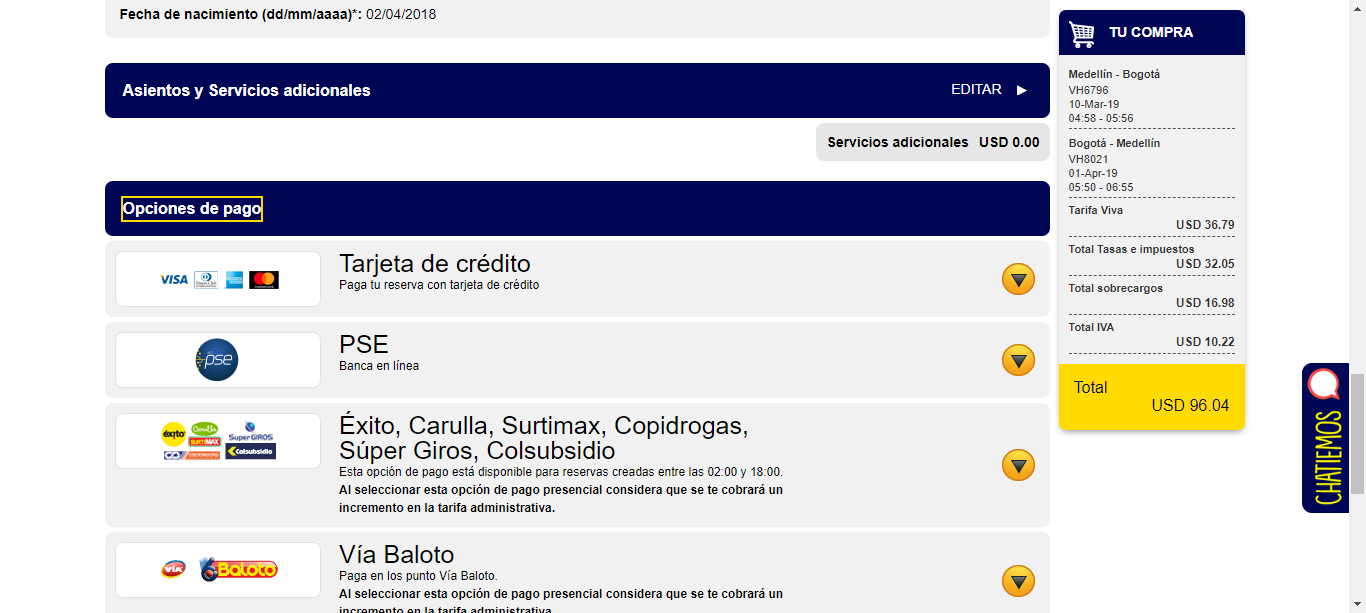 Fecha de nacimiento (dd/mm/aaaa)*: 02/04/2018
Asientos y Servicios adicionales
EDITAR
Servicios adicionales USD 0.00
Opciones de pago
VISA
Tarjeta de crédito
Paga tu reserva con tarjeta de crédito
pse
PSE
Banca en línea
éxito
Carulla
SURTIMAX
SuperGIROS
Colsubsidio
Éxito, Carulla, Surtimax, Copidrogas,
Súper Giros, Colsubsidio
Esta opción de pago está disponible para reservas creadas entre las 02:00 y 18:00.
Al seleccionar esta opción de pago presencial considera que se te cobrará un
incremento en la tarifa administrativa.
VIA
Baloto
Vía Baloto
Paga en los punto Vía Baloto.
Al seleccionar esta opción de pago presencial considera que se te cobrará un
incremento en la tarifa administrativa.
TU COMPRA
Medellín - Bogotá
VH6796
10-Mar-19
04:58 - 05:56
Bogotá - Medellín
VH8021
01-Apr-19
05:50 - 06:55
Tarifa Viva
USD 36.79
Total Tasas e impuestos
USD 32.05
Total sobrecargos
USD 16.98
Total IVA
USD 10.22
Total
USD 96.04
CHATIEMOS